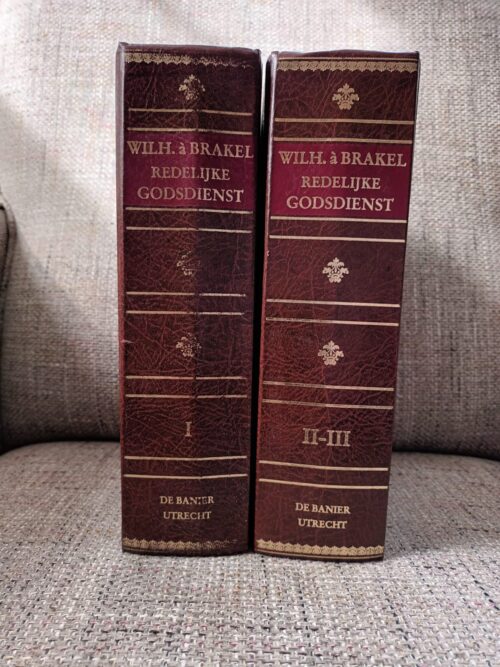 WILH. à BRAKEL
REDELIJKE
GODSDIENST
I
DE BANIER
UTRECHT
WILH. à BRAKEL
REDELIJKE
GODSDIENST
II-III
DE BANIER
UTRECHT